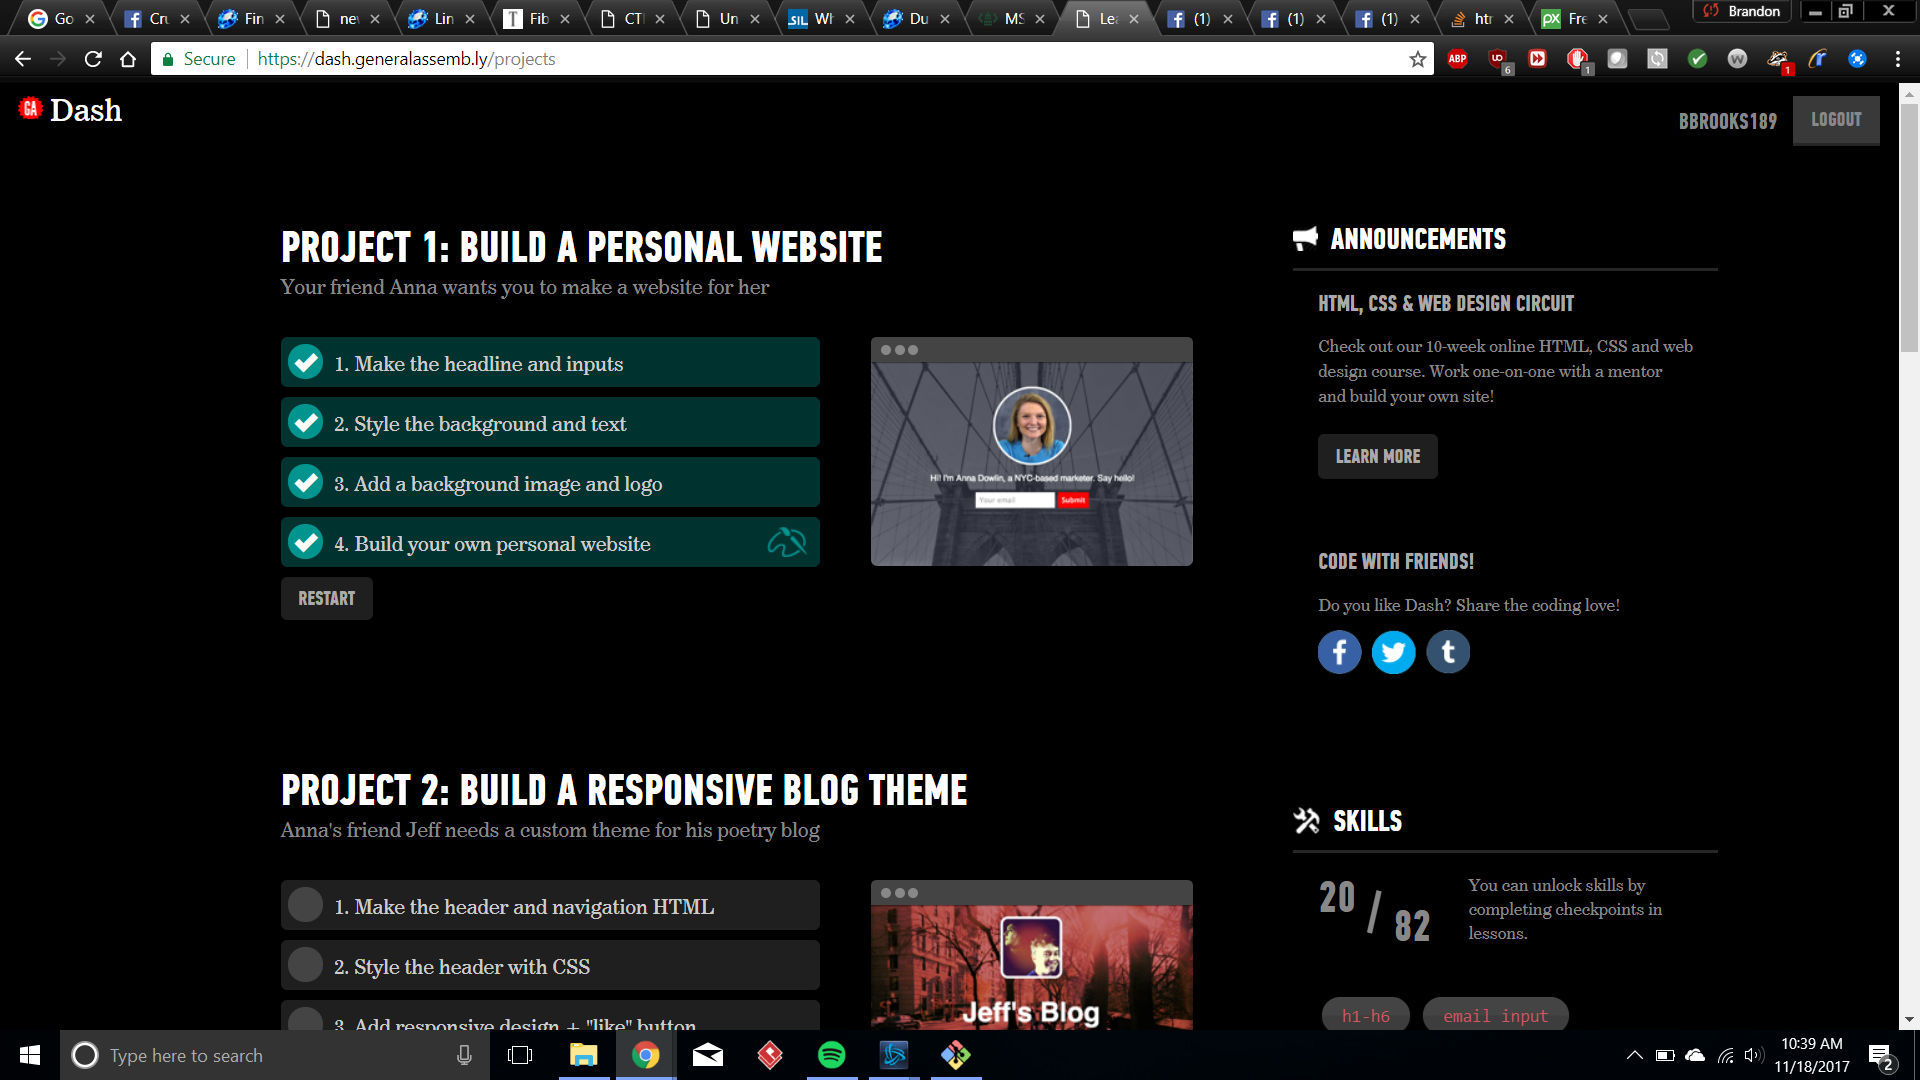 Go
Cru
Fin
nev
Lin
Fib
CTI
Un
SIL
Wh
Du
MS
Lea
(1)
(1)
(1)
htr
px
Fre
Brandon
Secure
https://dash.generalassemb.ly/projects
ABP
6
1
W
1
GA Dash
BBROOKS189
LOGOUT
PROJECT 1: BUILD A PERSONAL WEBSITE
Your friend Anna wants you to make a website for her
1. Make the headline and inputs
2. Style the background and text
3. Add a background image and logo
4. Build your own personal website
RESTART
Hi! I'm Anna Dowlin, a NYC-based marketer. Say hello!
Your email
Submit
ANNOUNCEMENTS
HTML, CSS & WEB DESIGN CIRCUIT
Check out our 10-week online HTML, CSS and web
design course. Work one-on-one with a mentor
and build your own site!
LEARN MORE
CODE WITH FRIENDS!
Do you like Dash? Share the coding love!
PROJECT 2: BUILD A RESPONSIVE BLOG THEME
Anna's friend Jeff needs a custom theme for his poetry blog
1. Make the header and navigation HTML
2. Style the header with CSS
3. Add responsive design + "like" button
Jeff's Blog
SKILLS
20 / 82
You can unlock skills by
completing checkpoints in
lessons.
h1-h6
email input
Type here to search
10:39 AM
11/18/2017
2